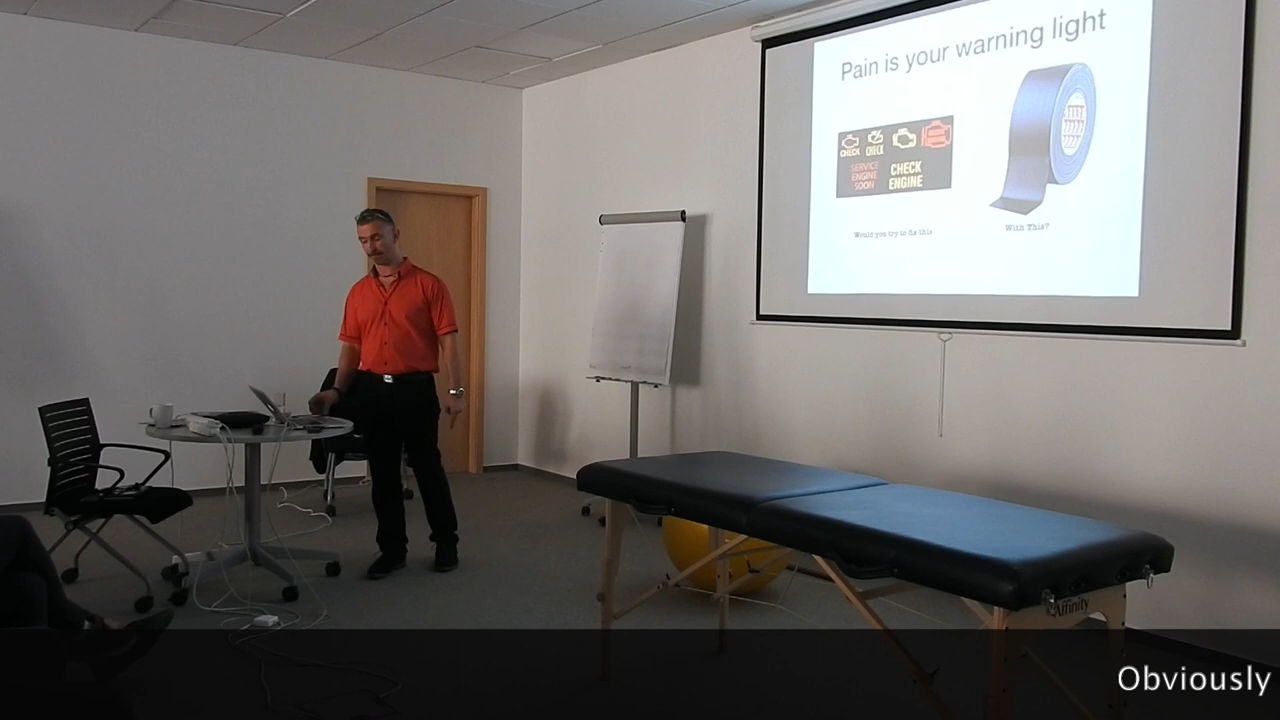 Pain is your warning light
CHECK
CHECK
SERVICE
ENGINE
SOON
CHECK
ENGINE
Would you try to fix this
With This?
Affinity
Obviously